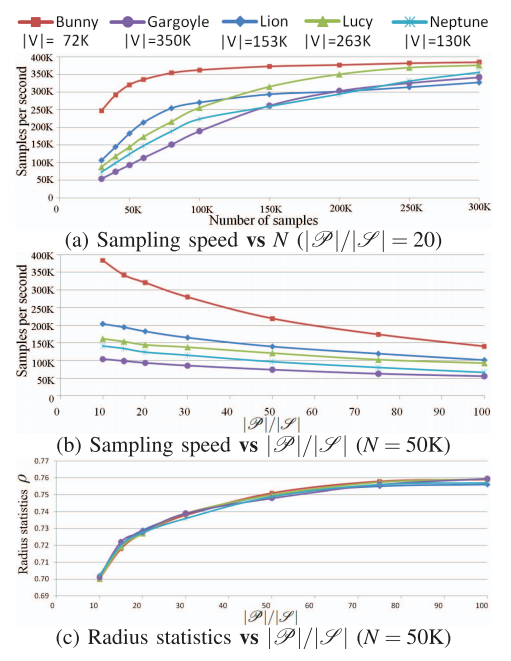 Bunny Gargoyle Lion Lucy Neptune
|V|= 72K |V|=350K |V|=153K |V|=263K |V|=130K
Samples per second
400K
350K
300K
250K
200K
150K
100K
50K
0
0 50K 100K 150K 200K 250K 300K
Number of samples
(a) Sampling speed vs N (|𝒫|/|𝒮| = 20)
Samples per second
400K
350K
300K
250K
200K
150K
100K
50K
0
0 10 20 30 40 50 60 70 80 90 100
|𝒫|/|𝒮|
(b) Sampling speed vs |𝒫|/|𝒮| (N = 50K)
Radius statistics ρ
0.77
0.76
0.75
0.74
0.73
0.72
0.71
0.70
0.69
0 10 20 30 40 50 60 70 80 90 100
|𝒫|/|𝒮|
(c) Radius statistics vs |𝒫|/|𝒮| (N = 50K)